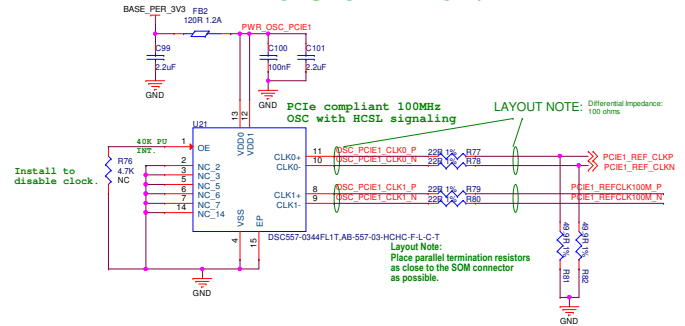 BASE_PER_3V3
FB2
120R 1.2A
PWR_OSC_PCIE1
C99
2.2uF
GND
C100
100nF
C101
2.2uF
GND
PCIe compliant 100MHz
OSC with HCSL signaling
LAYOUT NOTE:
Differential Impedance:
100 ohms
U21
13
12
VDD0
VDD1
40K PU
INT.
1
OE
2
NC_2
3
NC_3
5
NC_5
6
NC_6
7
NC_7
14
NC_14
R76
4.7K
NC
Install to
disable clock.
CLK0+
11
OSC_PCIE1_CLK0_P
22R 1%
R77
PCIE1_REF_CLKP
CLK0-
10
OSC_PCIE1_CLK0_N
22R 1%
R78
PCIE1_REF_CLKN
CLK1+
8
OSC_PCIE1_CLK1_P
22R 1%
R79
PCIE1_REFCLK100M_P
CLK1-
9
OSC_PCIE1_CLK1_N
22R 1%
R80
PCIE1_REFCLK100M_N
VSS
EP
4
15
DSC557-0344FL1T,AB-557-03-HCHC-F-L-C-T
Layout Note:
Place parallel termination resistors
as close to the SOM connector
as possible.
49.9R 1%
R81
49.9R 1%
R82
GND
GND